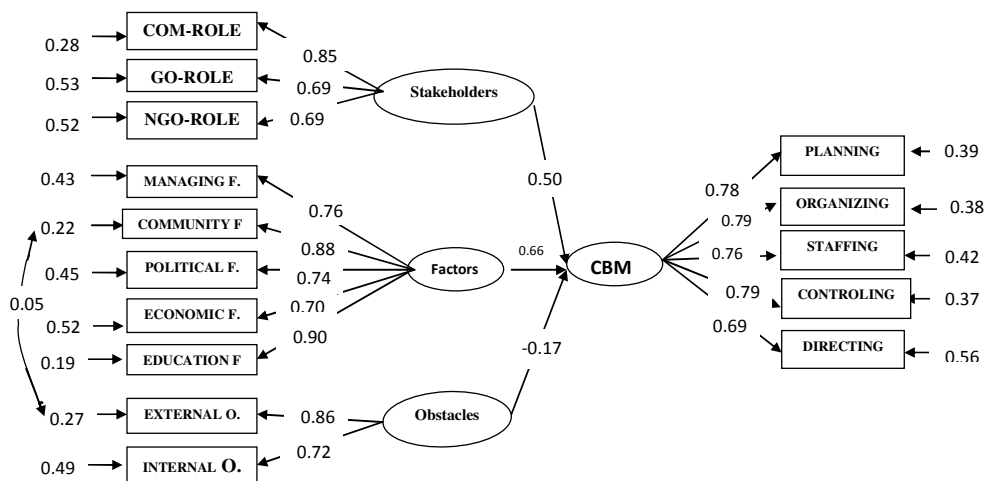 COM-ROLE
0.28
0.85
GO-ROLE
0.53
0.69
Stakeholders
NGO-ROLE
0.52
0.69
PLANNING
0.39
MANAGING F.
0.43
0.50
0.78
0.76
ORGANIZING
0.38
COMMUNITY F
0.22
0.79
0.88
0.66
STAFFING
0.42
0.76
POLITICAL F.
0.45
0.74
Factors
CBM
0.05
0.70
0.79
CONTROLING
0.37
ECONOMIC F.
0.52
0.90
0.69
EDUCATION F
0.19
-0.17
DIRECTING
0.56
EXTERNAL O.
0.27
0.86
Obstacles
0.72
INTERNAL O.
0.49